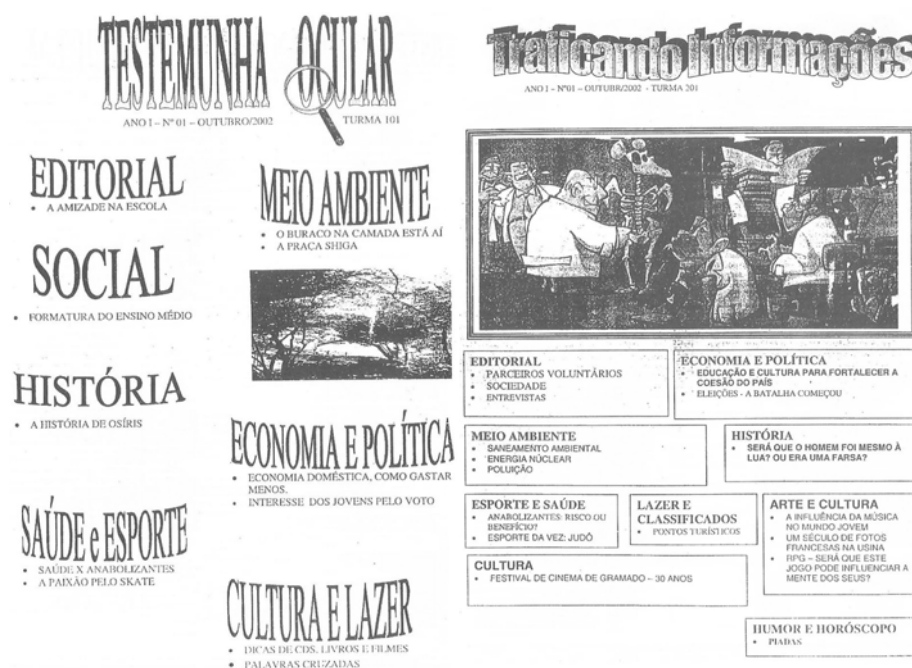 TESTEMUNHA OCULAR
ANO I – Nº 01 – OUTUBRO/2002 TURMA 101
EDITORIAL
• A AMIZADE NA ESCOLA
SOCIAL
• FORMATURA DO ENSINO MÉDIO
HISTÓRIA
• A HISTÓRIA DE OSÍRIS
SAÚDE e ESPORTE
• SAÚDE X ANABOLIZANTES
• A PAIXÃO PELO SKATE
MEIO AMBIENTE
• O BURACO NA CAMADA ESTÁ AÍ
• A PRAÇA SHIGA
ECONOMIA E POLÍTICA
• ECONOMIA DOMÉSTICA, COMO GASTAR
MENOS.
• INTERESSE DOS JOVENS PELO VOTO
CULTURA E LAZER
• DICAS DE CDS, LIVROS E FILMES
• PALAVRAS CRUZADAS
Traficando Informações
ANO I – Nº01 – OUTUBR/2002 - TURMA 201
EDITORIAL
• PARCEIROS VOLUNTÁRIOS
• SOCIEDADE
• ENTREVISTAS
ECONOMIA E POLÍTICA
• EDUCAÇÃO E CULTURA PARA FORTALECER A
COESÃO DO PAÍS
• ELEIÇÕES - A BATALHA COMEÇOU
MEIO AMBIENTE
• SANEAMENTO AMBIENTAL
• ENERGIA NÚCLEAR
• POLUIÇÃO
HISTÓRIA
• SERÁ QUE O HOMEM FOI MESMO À
LUA? OU ERA UMA FARSA?
ESPORTE E SAÚDE
• ANABOLIZANTES: RISCO OU
BENEFÍCIO?
• ESPORTE DA VEZ: JUDÔ
LAZER E
CLASSIFICADOS
• PONTOS TURÍSTICOS
ARTE E CULTURA
• A INFLUÊNCIA DA MÚSICA
NO MUNDO JOVEM
• UM SÉCULO DE FOTOS
FRANCESAS NA USINA
• RPG – SERÁ QUE ESTE
JOGO PODE INFLUENCIAR A
MENTE DOS SEUS?
CULTURA
• FESTIVAL DE CINEMA DE GRAMADO – 30 ANOS
HUMOR E HORÓSCOPO
• PIADAS